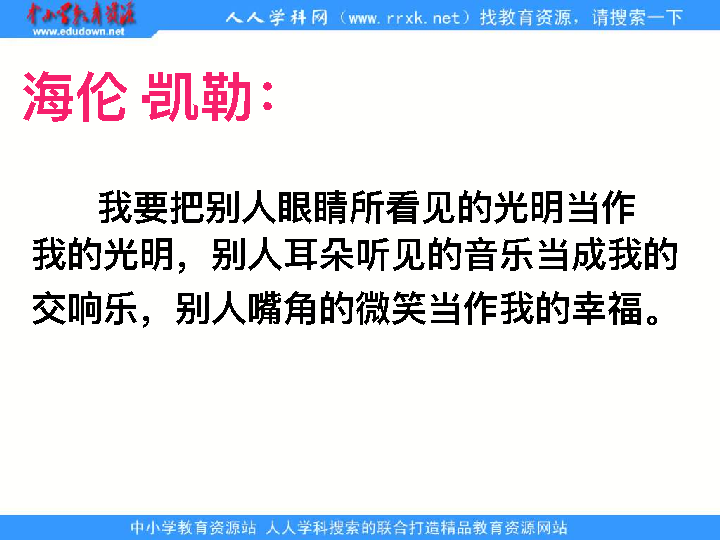 中小学教育资源
www.edudown.net
人人学科网（www.rrxk.net）找教育资源，请搜索一下
海伦·凯勒：
我要把别人眼睛所看见的光明当作
我的光明，别人耳朵听见的音乐当成我的
交响乐，别人嘴角的微笑当作我的幸福。
中小学教育资源站 人人学科搜索的联合打造精品教育资源网站